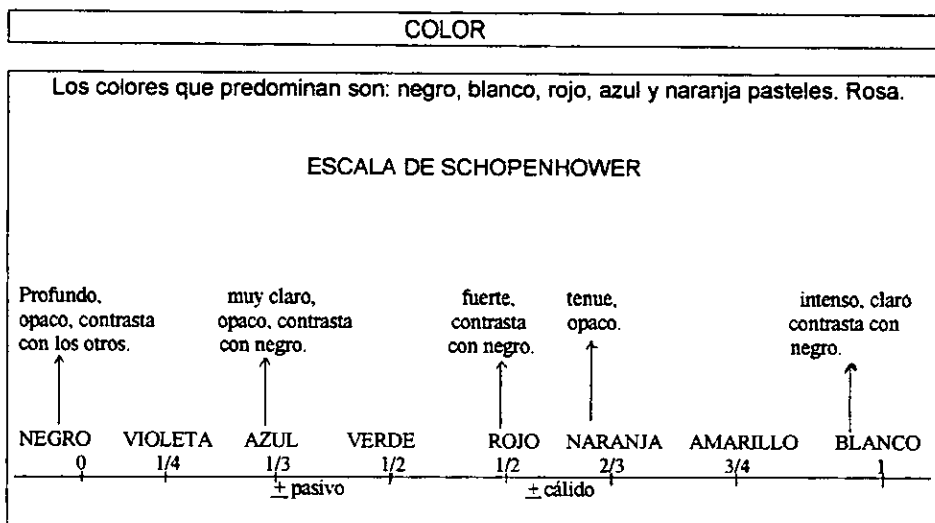 COLOR
Los colores que predominan son: negro, blanco, rojo, azul y naranja pasteles. Rosa.
ESCALA DE SCHOPENHOWER
Profundo,
opaco, contrasta
con los otros.
muy claro,
opaco, contrasta
con negro.
fuerte,
contrasta
con negro.
tenue,
opaco.
intenso, claro
contrasta con
negro.
NEGRO VIOLETA AZUL VERDE ROJO NARANJA AMARILLO BLANCO
0 1/4 1/3 1/2 1/2 2/3 3/4 1
± pasivo ± cálido